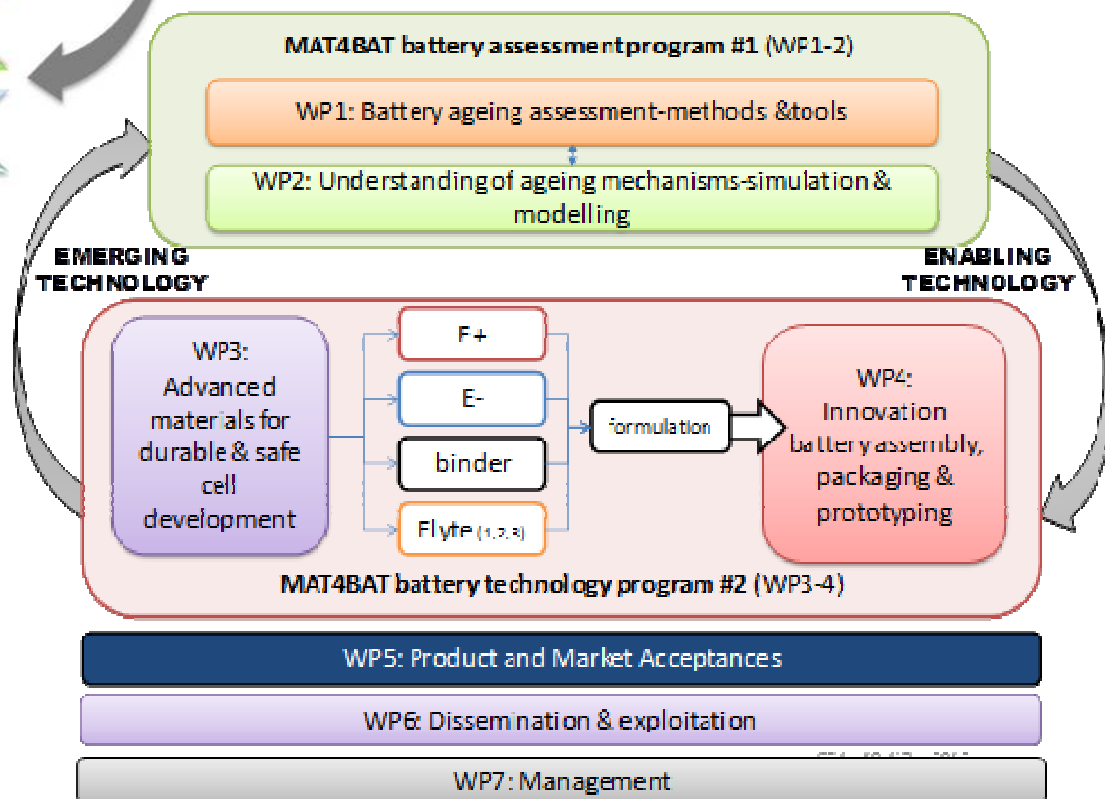 MAT4BAT battery assessment program #1 (WP1-2)
WP1: Battery ageing assessment-methods &tools
WP2: Understanding of ageing mechanisms-simulation &
modelling
EMERGING
TECHNOLOGY
ENABLING
TECHNOLOGY
WP3:
Advanced
materials for
durable & safe
cell
development
E+
E-
binder
Elyte (1,2,3)
formulation
WP4:
Innovation
battery assembly,
packaging &
prototyping
MAT4BAT battery technology program #2 (WP3-4)
WP5: Product and Market Acceptances
WP6: Dissemination & exploitation
WP7: Management